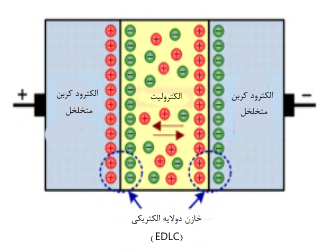 الکترود کربن
متخلخل
الکترولیت
الکترود کربن
متخلخل
خازن دولایه الکتریکی
(EDLC)